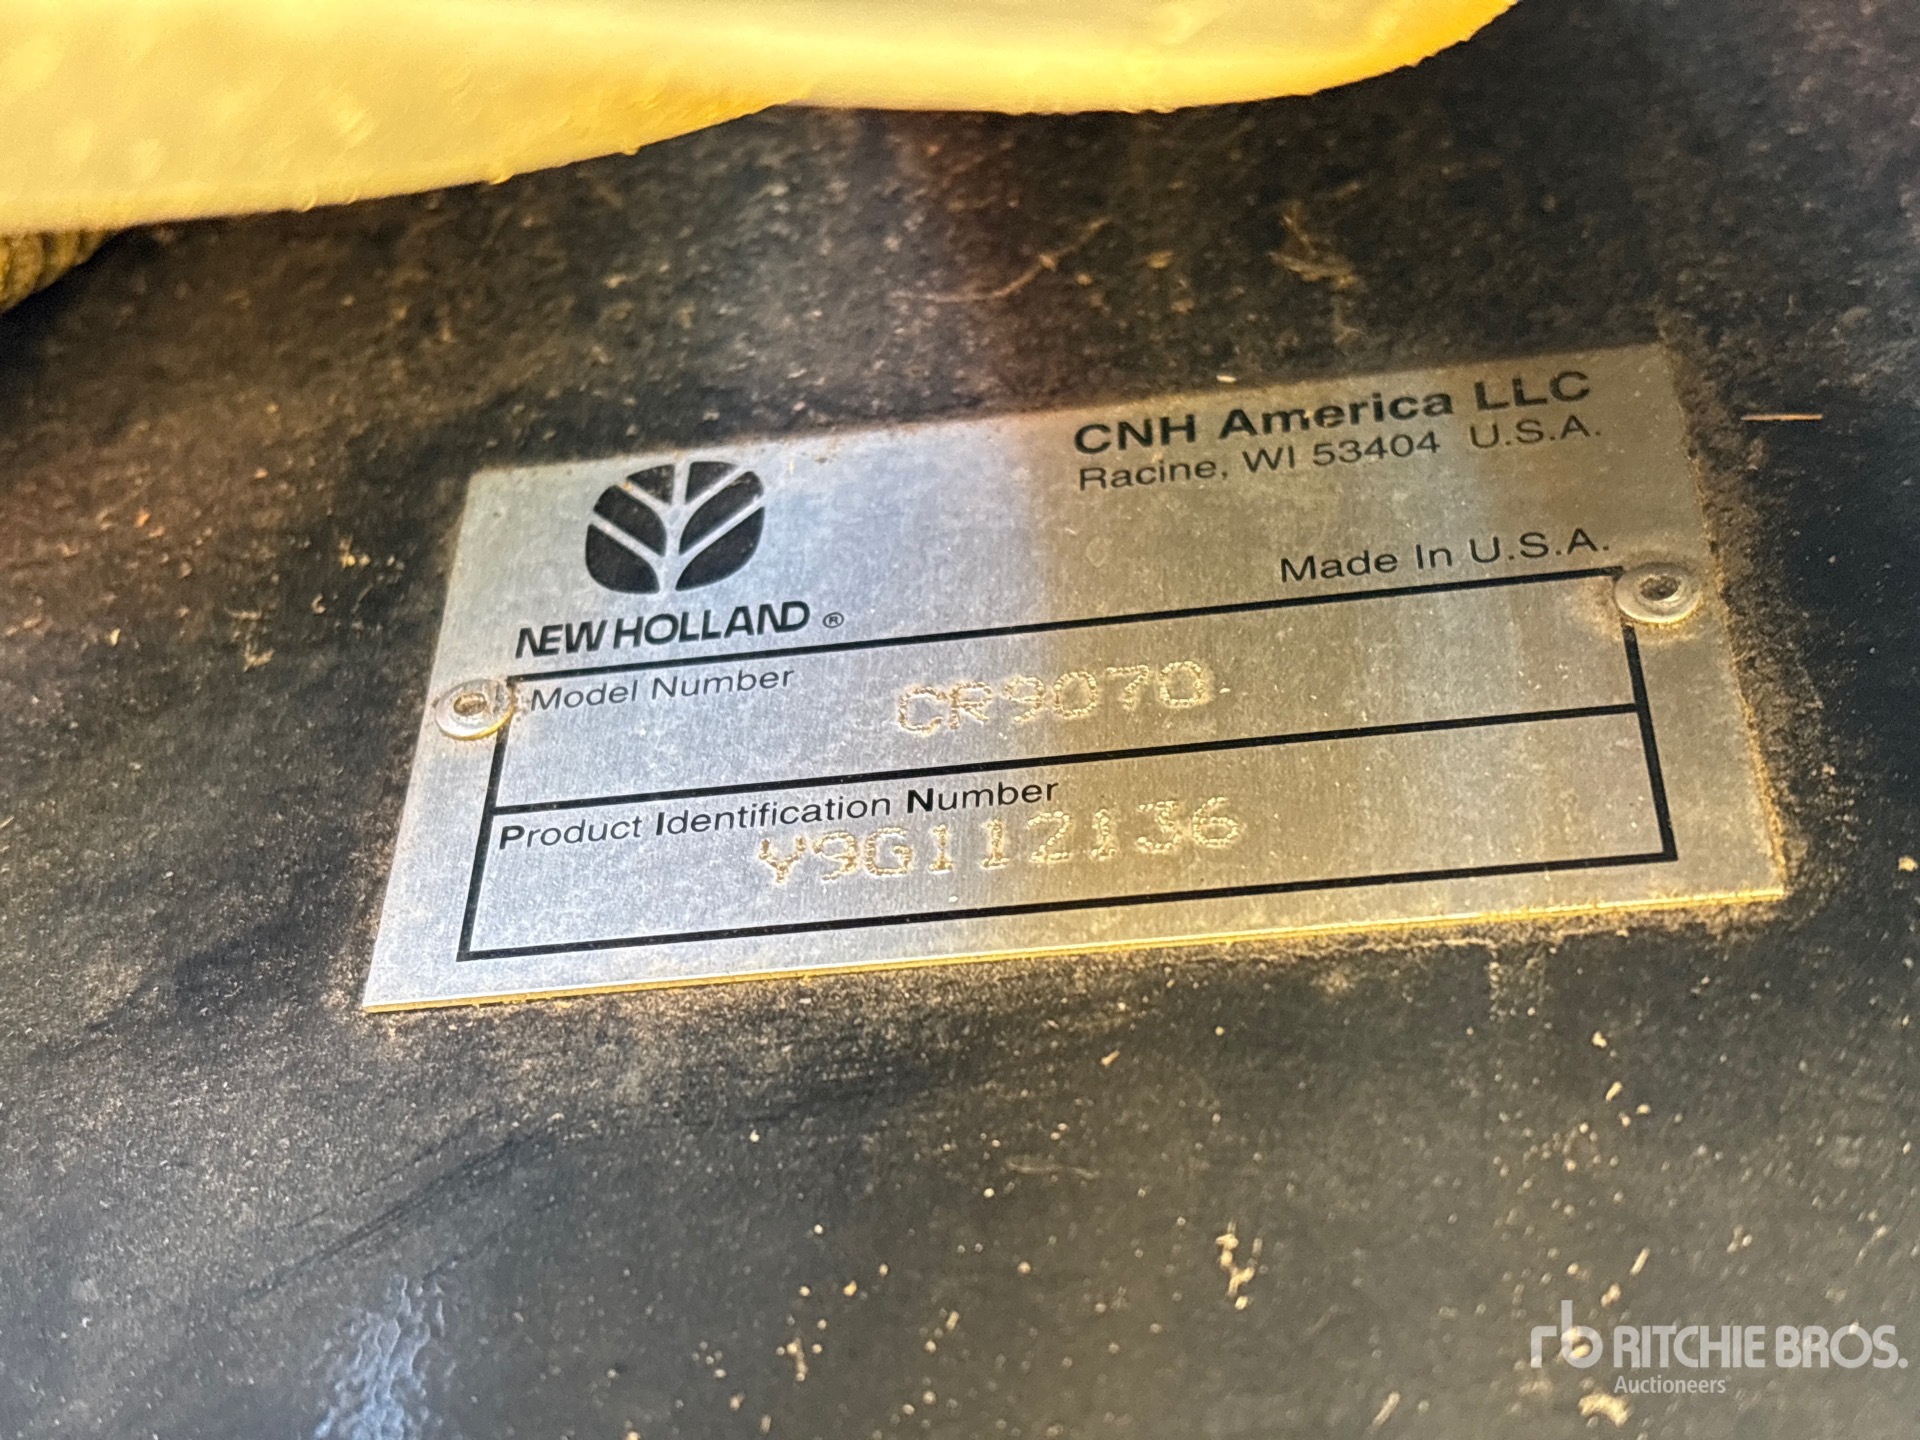 CNH America LLC
Racine, WI 53404 U.S.A.
NEW HOLLAND ®
Made In U.S.A.
Model Number CR9070
Product Identification Number
Y9G112136
rb RITCHIE BROS.
Auctioneers